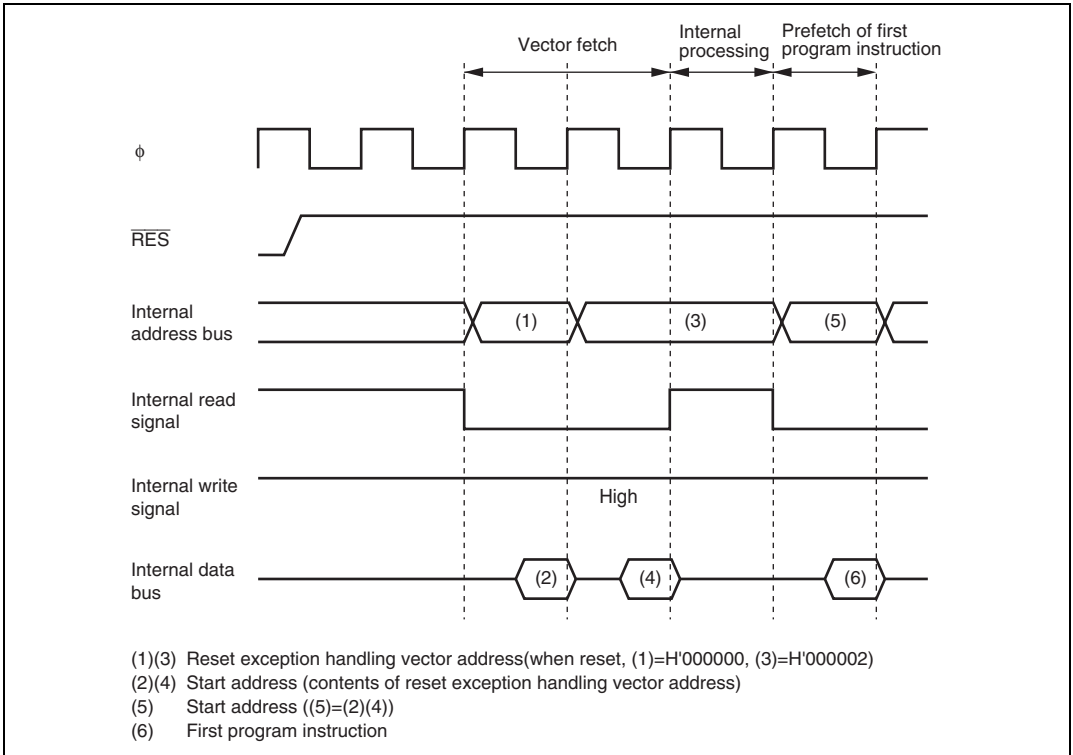 Vector fetch
Internal
processing
Prefetch of first
program instruction
ϕ
R̅E̅S̅
Internal
address bus
(1)
(3)
(5)
Internal read
signal
Internal write
signal
High
Internal data
bus
(2)
(4)
(6)
(1)(3) Reset exception handling vector address(when reset, (1)=H'000000, (3)=H'000002)
(2)(4) Start address (contents of reset exception handling vector address)
(5) Start address ((5)=(2)(4))
(6) First program instruction